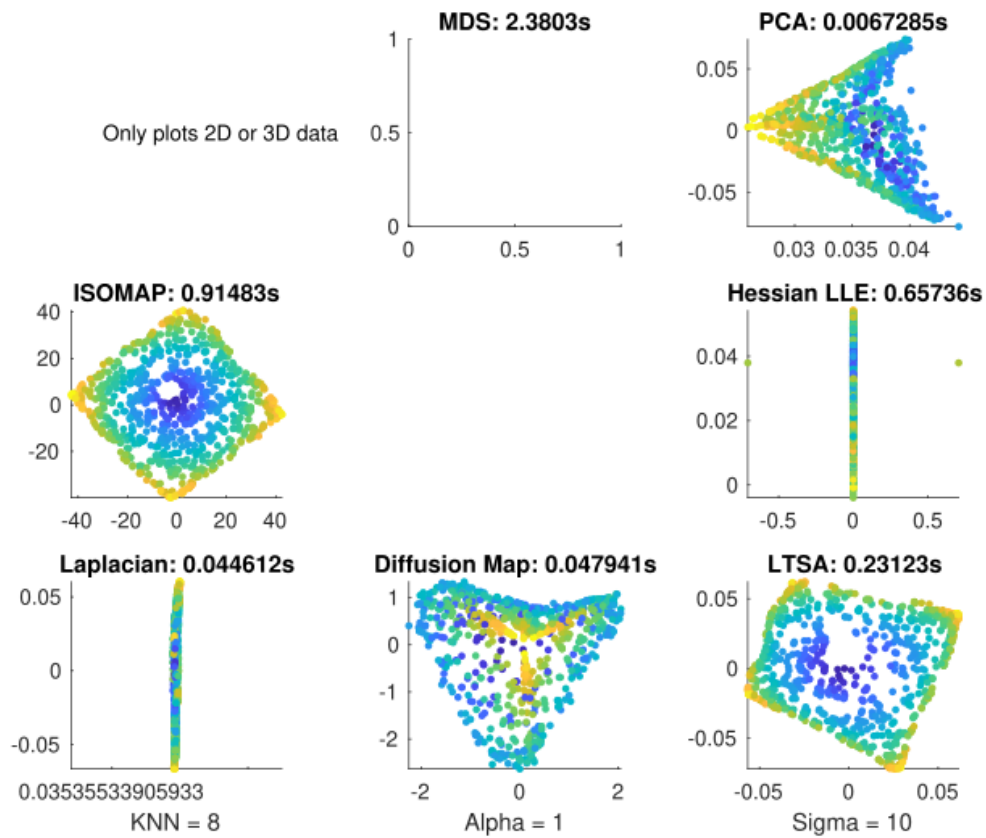 MDS: 2.3803s
PCA: 0.0067285s
Only plots 2D or 3D data
1
0.5
0
0 0.5 1
0.05
0
-0.05
0.03 0.035 0.04
ISOMAP: 0.91483s
Hessian LLE: 0.65736s
40
20
0
-20
-40 -20 0 20 40
0.04
0.02
0
-0.5 0 0.5
Laplacian: 0.044612s
Diffusion Map: 0.047941s
LTSA: 0.23123s
0.05
0
-0.05
0.035355339059330
KNN = 8
1
0
-1
-2
-2 0 2
Alpha = 1
0.05
0
-0.05
-0.05 0 0.05
Sigma = 10